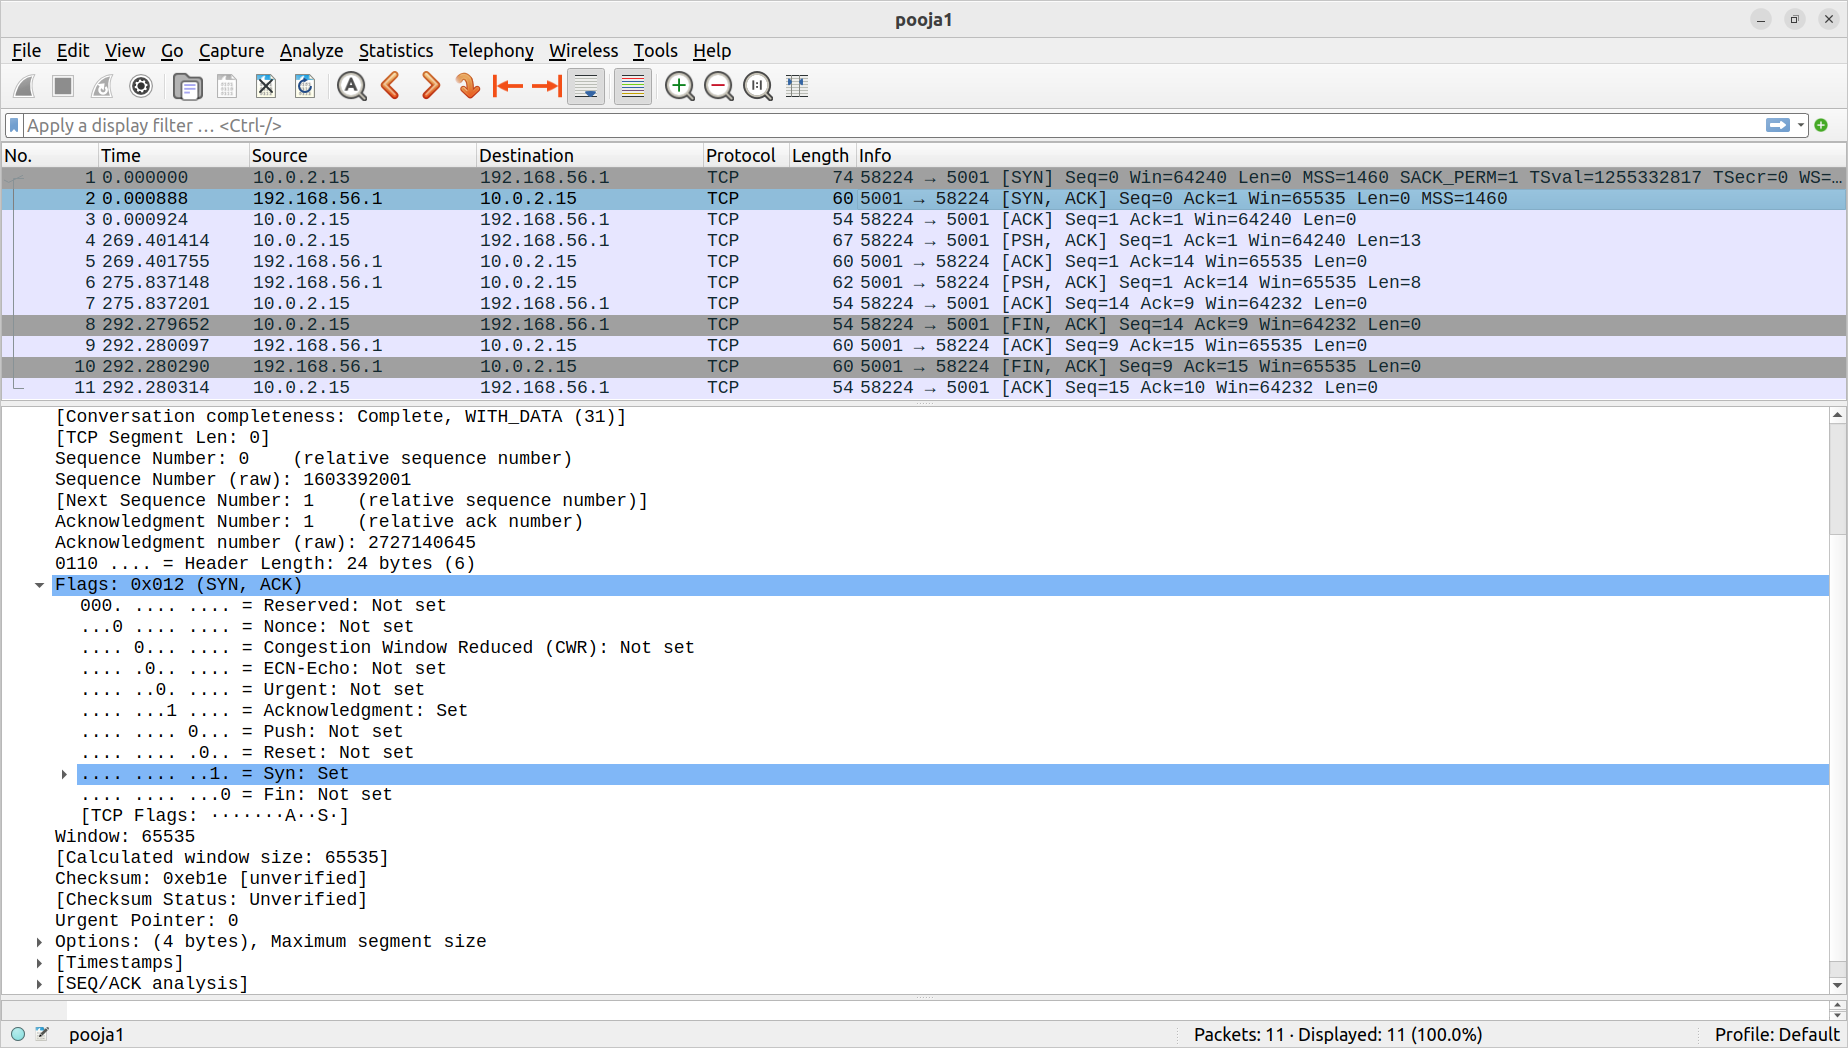 pooja1
File Edit View Go Capture Analyze Statistics Telephony Wireless Tools Help
Apply a display filter … <Ctrl-/>
No. Time Source Destination Protocol Length Info
1 0.000000 10.0.2.15 192.168.56.1 TCP 74 58224 → 5001 [SYN] Seq=0 Win=64240 Len=0 MSS=1460 SACK_PERM=1 TSval=1255332817 TSecr=0 WS=…
2 0.000888 192.168.56.1 10.0.2.15 TCP 60 5001 → 58224 [SYN, ACK] Seq=0 Ack=1 Win=65535 Len=0 MSS=1460
3 0.000924 10.0.2.15 192.168.56.1 TCP 54 58224 → 5001 [ACK] Seq=1 Ack=1 Win=64240 Len=0
4 269.401414 10.0.2.15 192.168.56.1 TCP 67 58224 → 5001 [PSH, ACK] Seq=1 Ack=1 Win=64240 Len=13
5 269.401755 192.168.56.1 10.0.2.15 TCP 60 5001 → 58224 [ACK] Seq=1 Ack=14 Win=65535 Len=0
6 275.837148 192.168.56.1 10.0.2.15 TCP 62 5001 → 58224 [PSH, ACK] Seq=1 Ack=14 Win=65535 Len=8
7 275.837201 10.0.2.15 192.168.56.1 TCP 54 58224 → 5001 [ACK] Seq=14 Ack=9 Win=64232 Len=0
8 292.279652 10.0.2.15 192.168.56.1 TCP 54 58224 → 5001 [FIN, ACK] Seq=14 Ack=9 Win=64232 Len=0
9 292.280097 192.168.56.1 10.0.2.15 TCP 60 5001 → 58224 [ACK] Seq=9 Ack=15 Win=65535 Len=0
10 292.280290 192.168.56.1 10.0.2.15 TCP 60 5001 → 58224 [FIN, ACK] Seq=9 Ack=15 Win=65535 Len=0
11 292.280314 10.0.2.15 192.168.56.1 TCP 54 58224 → 5001 [ACK] Seq=15 Ack=10 Win=64232 Len=0
[Conversation completeness: Complete, WITH_DATA (31)]
[TCP Segment Len: 0]
Sequence Number: 0    (relative sequence number)
Sequence Number (raw): 1603392001
[Next Sequence Number: 1    (relative sequence number)]
Acknowledgment Number: 1    (relative ack number)
Acknowledgment number (raw): 2727140645
0110 .... = Header Length: 24 bytes (6)
Flags: 0x012 (SYN, ACK)
000. .... .... = Reserved: Not set
...0 .... .... = Nonce: Not set
.... 0... .... = Congestion Window Reduced (CWR): Not set
.... .0.. .... = ECN-Echo: Not set
.... ..0. .... = Urgent: Not set
.... ...1 .... = Acknowledgment: Set
.... .... 0... = Push: Not set
.... .... .0.. = Reset: Not set
.... .... ..1. = Syn: Set
.... .... ...0 = Fin: Not set
[TCP Flags: ·······A··S·]
Window: 65535
[Calculated window size: 65535]
Checksum: 0xeb1e [unverified]
[Checksum Status: Unverified]
Urgent Pointer: 0
Options: (4 bytes), Maximum segment size
[Timestamps]
[SEQ/ACK analysis]
pooja1 Packets: 11 · Displayed: 11 (100.0%) Profile: Default